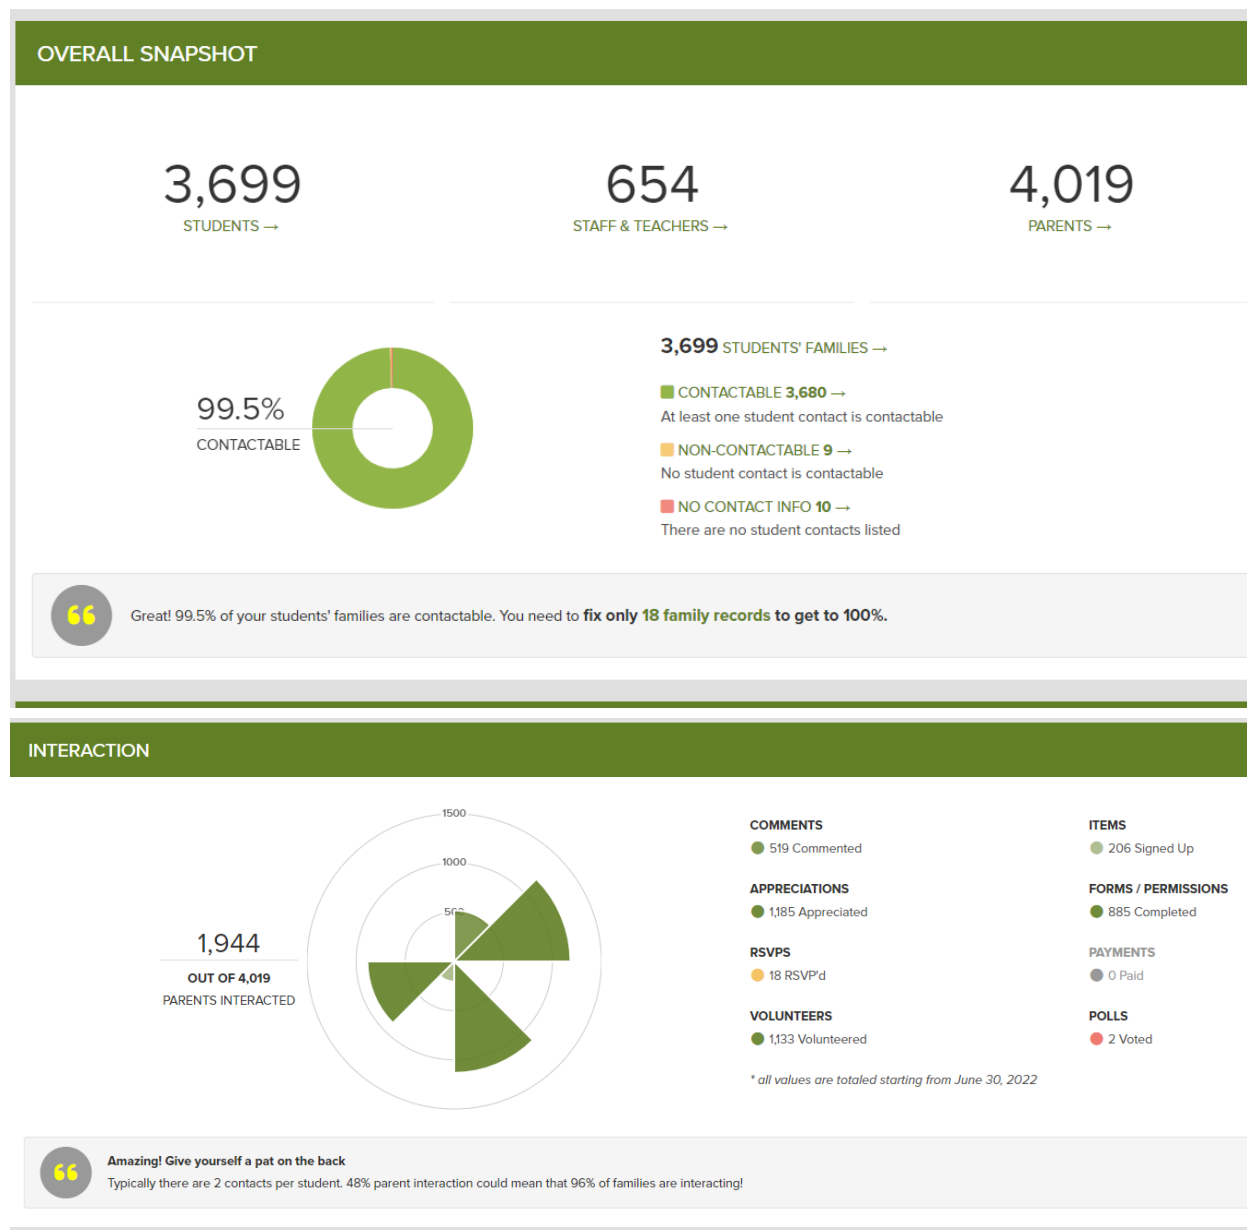 OVERALL SNAPSHOT
3,699
STUDENTS →
654
STAFF & TEACHERS →
4,019
PARENTS →
99.5%
CONTACTABLE
3,699 STUDENTS' FAMILIES →
CONTACTABLE 3,680 →
At least one student contact is contactable
NON-CONTACTABLE 9 →
No student contact is contactable
NO CONTACT INFO 10 →
There are no student contacts listed
Great! 99.5% of your students' families are contactable. You need to fix only 18 family records to get to 100%.
INTERACTION
1,944
OUT OF 4,019
PARENTS INTERACTED
1500
1000
500
COMMENTS
519 Commented
APPRECIATIONS
1,185 Appreciated
RSVPS
18 RSVP'd
VOLUNTEERS
1,133 Volunteered
ITEMS
206 Signed Up
FORMS / PERMISSIONS
885 Completed
PAYMENTS
0 Paid
POLLS
2 Voted
* all values are totaled starting from June 30, 2022
Amazing! Give yourself a pat on the back
Typically there are 2 contacts per student. 48% parent interaction could mean that 96% of families are interacting!